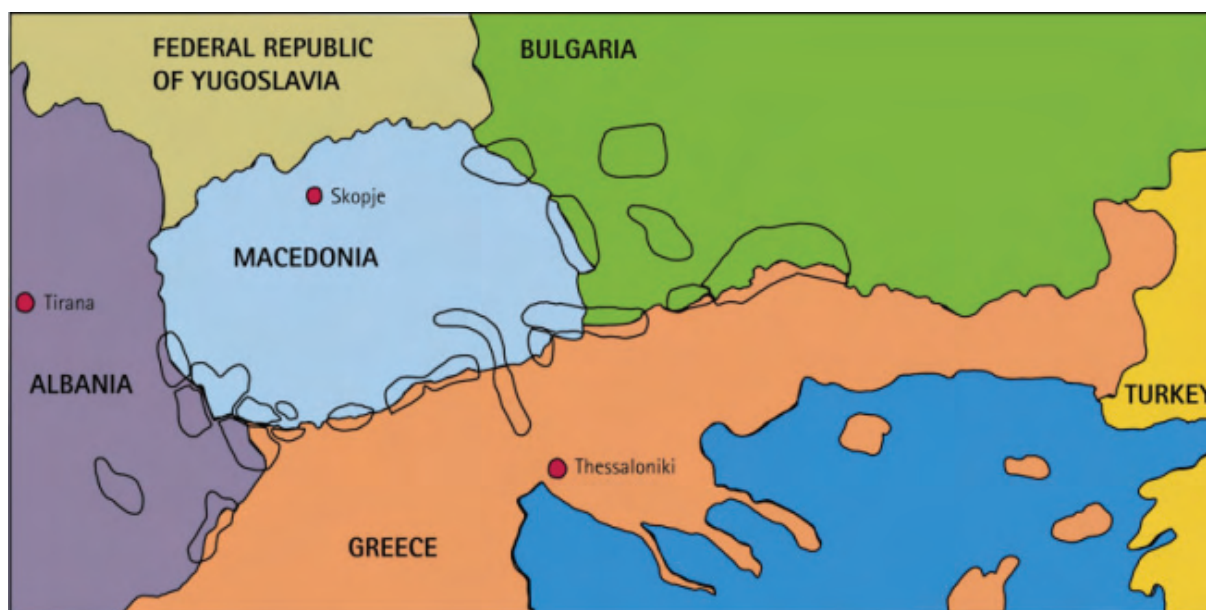 FEDERAL REPUBLIC
OF YUGOSLAVIA
BULGARIA
Skopje
MACEDONIA
Tirana
ALBANIA
TURKEY
Thessaloniki
GREECE